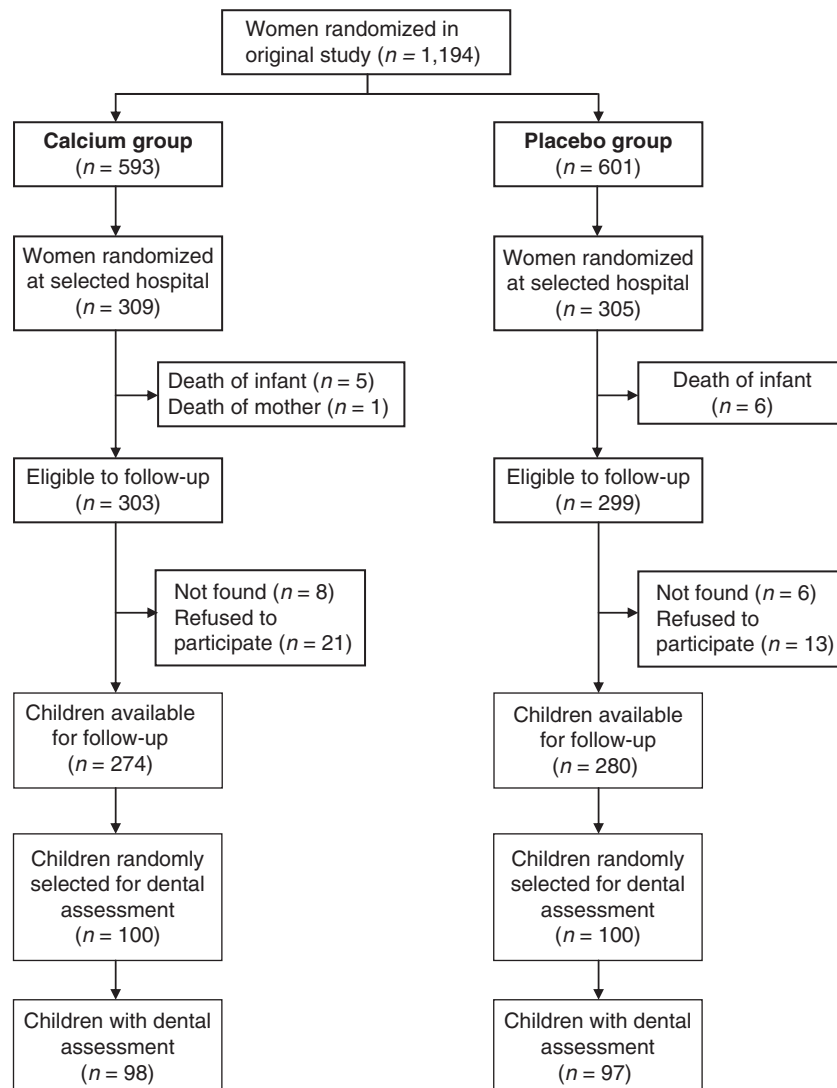 Women randomized in
original study (n = 1,194)
Calcium group
(n = 593)
Placebo group
(n = 601)
Women randomized
at selected hospital
(n = 309)
Women randomized
at selected hospital
(n = 305)
Death of infant (n = 5)
Death of mother (n = 1)
Death of infant
(n = 6)
Eligible to follow-up
(n = 303)
Eligible to follow-up
(n = 299)
Not found (n = 8)
Refused to
participate (n = 21)
Not found (n = 6)
Refused to
participate (n = 13)
Children available
for follow-up
(n = 274)
Children available
for follow-up
(n = 280)
Children randomly
selected for dental
assessment
(n = 100)
Children randomly
selected for dental
assessment
(n = 100)
Children with dental
assessment
(n = 98)
Children with dental
assessment
(n = 97)